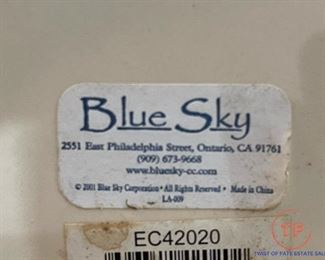 Blue Sky
2551 East Philadelphia Street, Ontario, CA 91761
(909) 673-9668
www.bluesky-cc.com
© 2001 Blue Sky Corporation • All Rights Reserved • Made in China
LA-009
EC42020
TWIST OF FATE ESTATE SALES